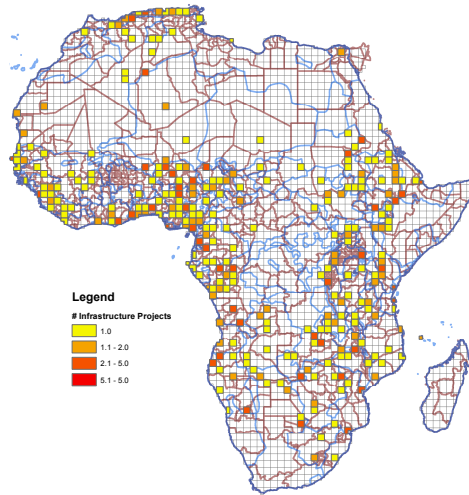 Legend
# Infrastructure Projects
1.0
1.1 - 2.0
2.1 - 5.0
5.1 - 5.0